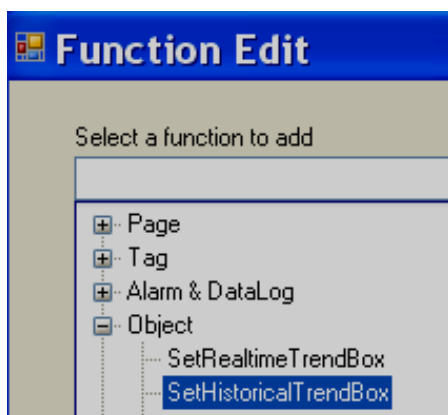 Function Edit
Select a function to add
Page
Tag
Alarm & DataLog
Object
SetRealtimeTrendBox
SetHistoricalTrendBox